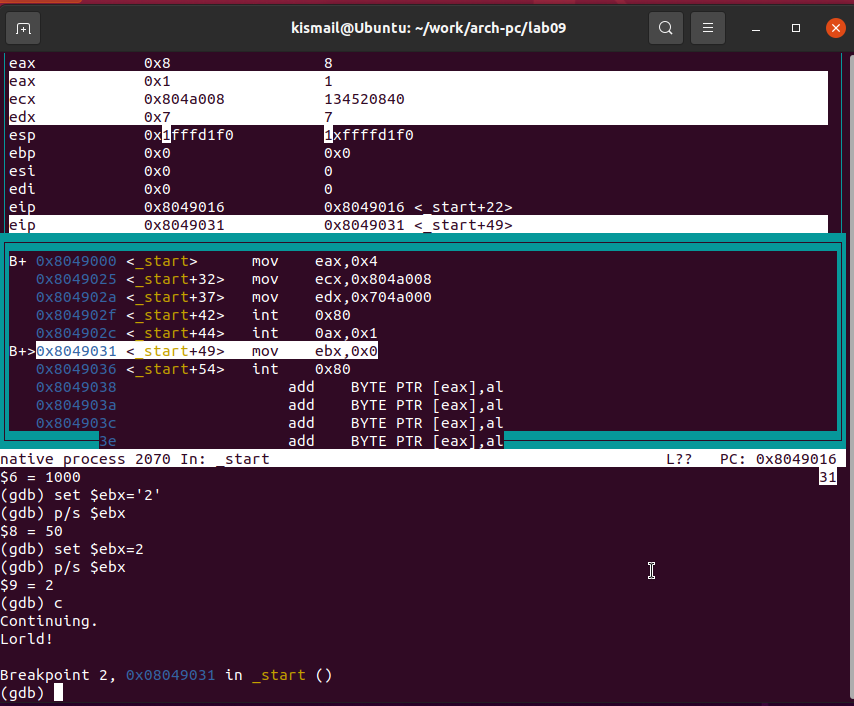 kismail@Ubuntu: ~/work/arch-pc/lab09
eax 0x8 8
eax 0x1 1
ecx 0x804a008 134520840
edx 0x7 7
esp 0x1fffd1f0 1xffffd1f0
ebp 0x0 0x0
esi 0x0 0
edi 0x0 0
eip 0x8049016 0x8049016 <_start+22>
eip 0x8049031 0x8049031 <_start+49>
B+ 0x8049000 <_start> mov eax,0x4
0x8049025 <_start+32> mov ecx,0x804a008
0x804902a <_start+37> mov edx,0x704a000
0x804902f <_start+42> int 0x80
0x804902c <_start+44> int 0ax,0x1
B+>0x8049031 <_start+49> mov ebx,0x0
0x8049036 <_start+54> int 0x80
0x8049038 add BYTE PTR [eax],al
0x804903a add BYTE PTR [eax],al
0x804903c add BYTE PTR [eax],al
3e add BYTE PTR [eax],al
native process 2070 In: _start L?? PC: 0x8049016
$6 = 1000 31
(gdb) set $ebx='2'
(gdb) p/s $ebx
$8 = 50
(gdb) set $ebx=2
(gdb) p/s $ebx
$9 = 2
(gdb) c
Continuing.
Lorld!
Breakpoint 2, 0x08049031 in _start ()
(gdb)